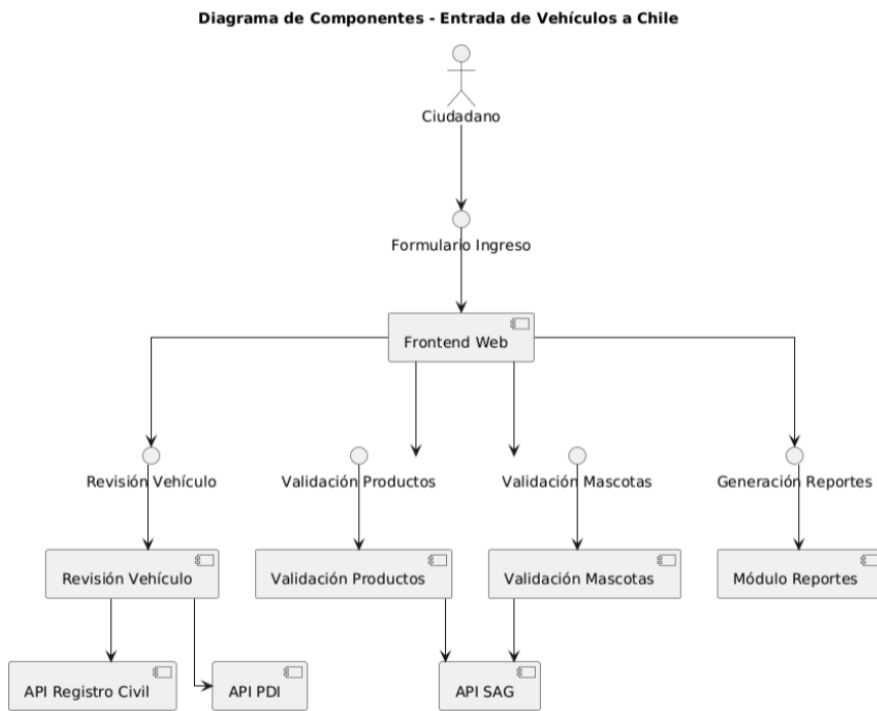 Diagrama de Componentes - Entrada de Vehículos a Chile
Ciudadano
Formulario Ingreso
Frontend Web
Revisión Vehículo
Validación Productos
Validación Mascotas
Generación Reportes
Revisión Vehículo
Validación Productos
Validación Mascotas
Módulo Reportes
API Registro Civil
API PDI
API SAG